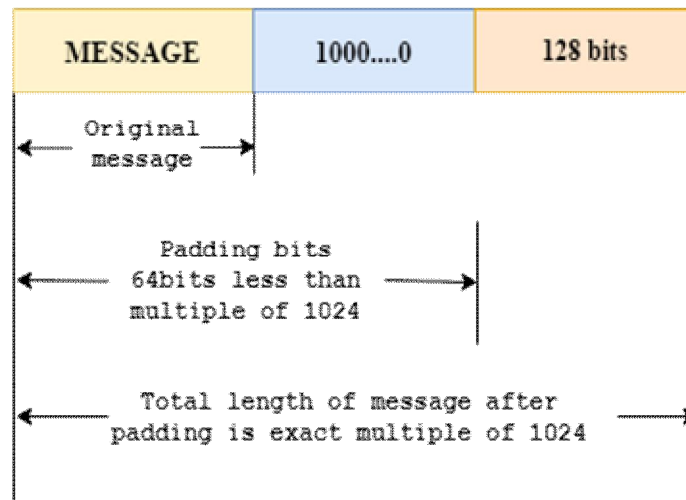 MESSAGE 1000....0 128 bits
Original
message
Padding bits
64bits less than
multiple of 1024
Total length of message after
padding is exact multiple of 1024